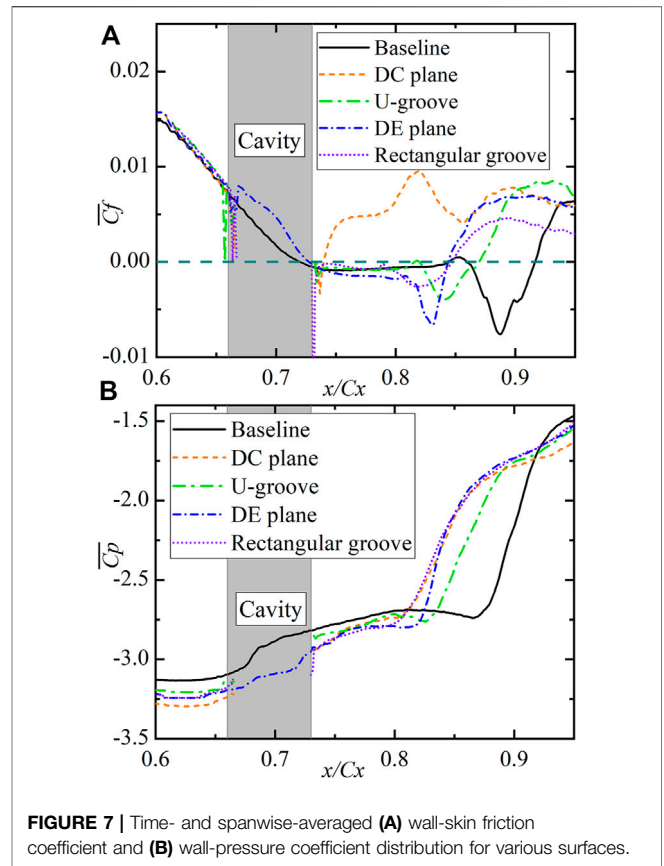 A
0.02
0.01
0.00
-0.01
Cf
Baseline
DC plane
U-groove
DE plane
Rectangular groove
Cavity
0.6 0.7 0.8 0.9
x/Cx
B
-1.5
-2.0
-2.5
-3.0
-3.5
Cp
Baseline
DC plane
U-groove
DE plane
Rectangular groove
Cavity
0.6 0.7 0.8 0.9
x/Cx
FIGURE 7 | Time- and spanwise-averaged (A) wall-skin friction
coefficient and (B) wall-pressure coefficient distribution for various surfaces.